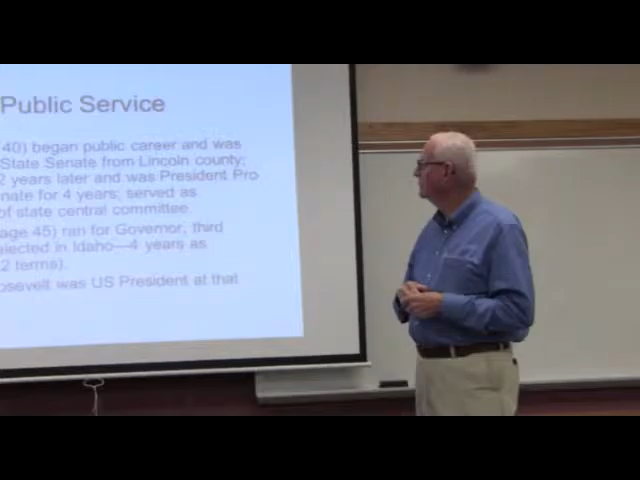 Public Service
40) began public career and was
State Senate from Lincoln county;
2 years later and was President Pro
nate for 4 years; served as
of state central committee.
age 45) ran for Governor; third
elected in Idaho—4 years as
2 terms).
osevelt was US President at that